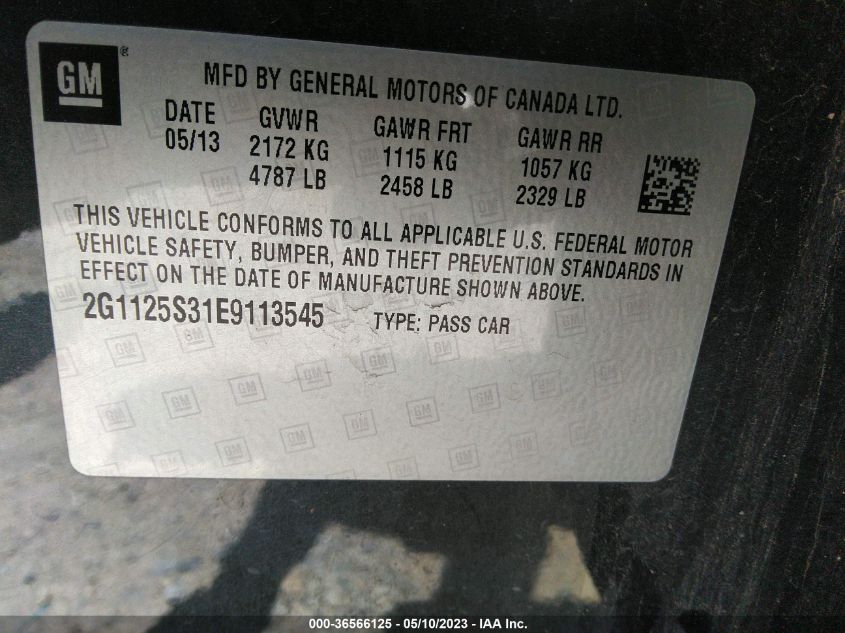 GM®
MFD BY GENERAL MOTORS OF CANADA LTD.
DATE GVWR GAWR FRT GAWR RR
05/13 2172 KG 1115 KG 1057 KG
4787 LB 2458 LB 2329 LB
THIS VEHICLE CONFORMS TO ALL APPLICABLE U.S. FEDERAL MOTOR
VEHICLE SAFETY, BUMPER, AND THEFT PREVENTION STANDARDS IN
EFFECT ON THE DATE OF MANUFACTURE SHOWN ABOVE.
2G1125S31E9113545 TYPE: PASS CAR
000-36566125 - 05/10/2023 - IAA Inc.